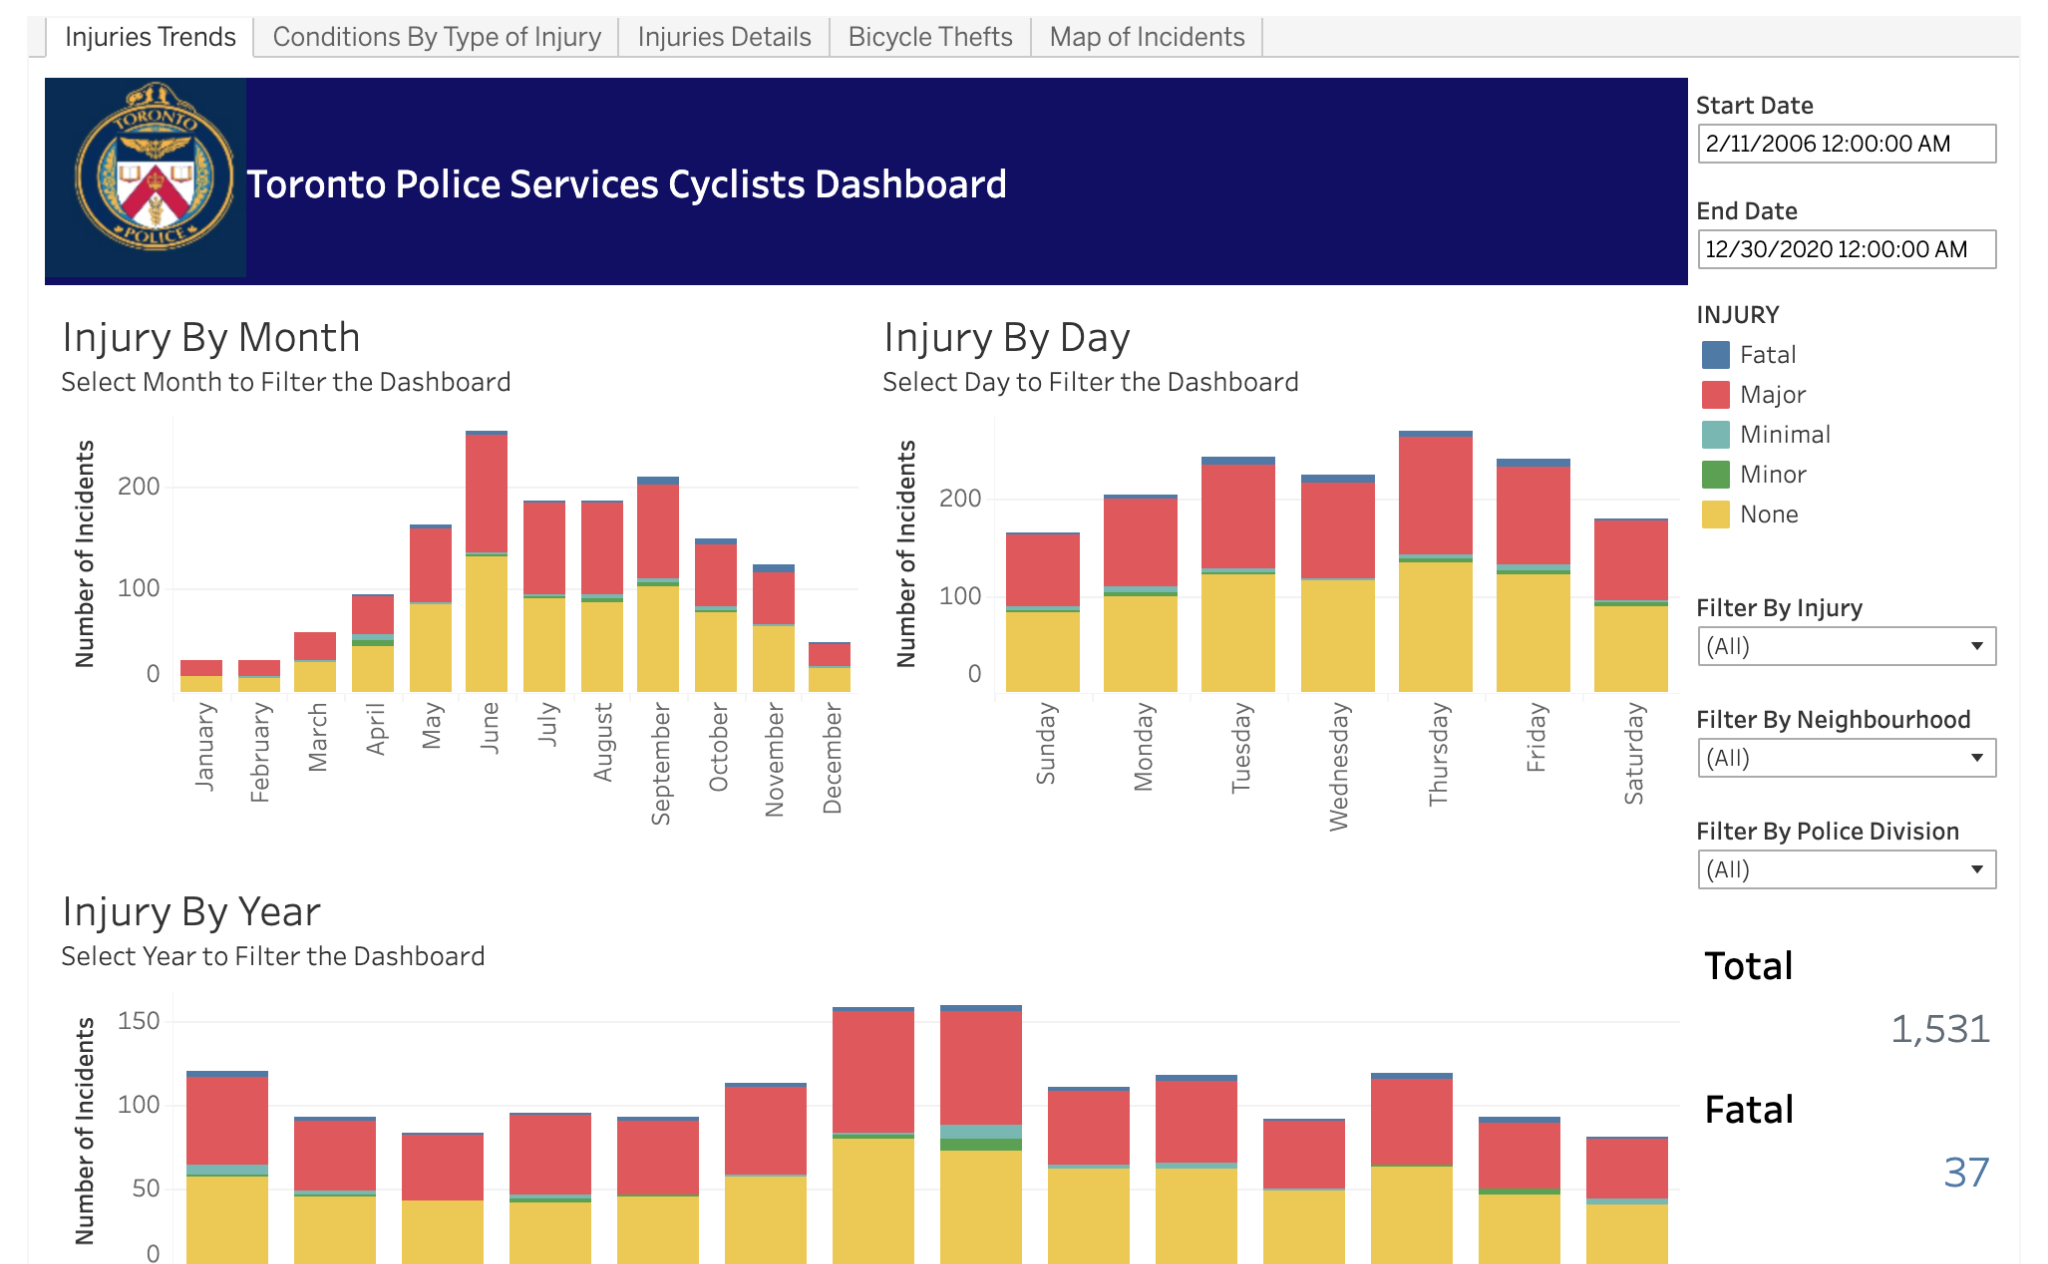 Injuries Trends
Conditions By Type of Injury
Injuries Details
Bicycle Thefts
Map of Incidents
TORONTO
POLICE
Toronto Police Services Cyclists Dashboard
Start Date
2/11/2006 12:00:00 AM
End Date
12/30/2020 12:00:00 AM
INJURY
Fatal
Major
Minimal
Minor
None
Filter By Injury
(All)
Filter By Neighbourhood
(All)
Filter By Police Division
(All)
Total
1,531
Fatal
37
Injury By Month
Select Month to Filter the Dashboard
Number of Incidents
200
100
0
January
February
March
April
May
June
July
August
September
October
November
December
Injury By Day
Select Day to Filter the Dashboard
Number of Incidents
200
100
0
Sunday
Monday
Tuesday
Wednesday
Thursday
Friday
Saturday
Injury By Year
Select Year to Filter the Dashboard
Number of Incidents
150
100
50
0